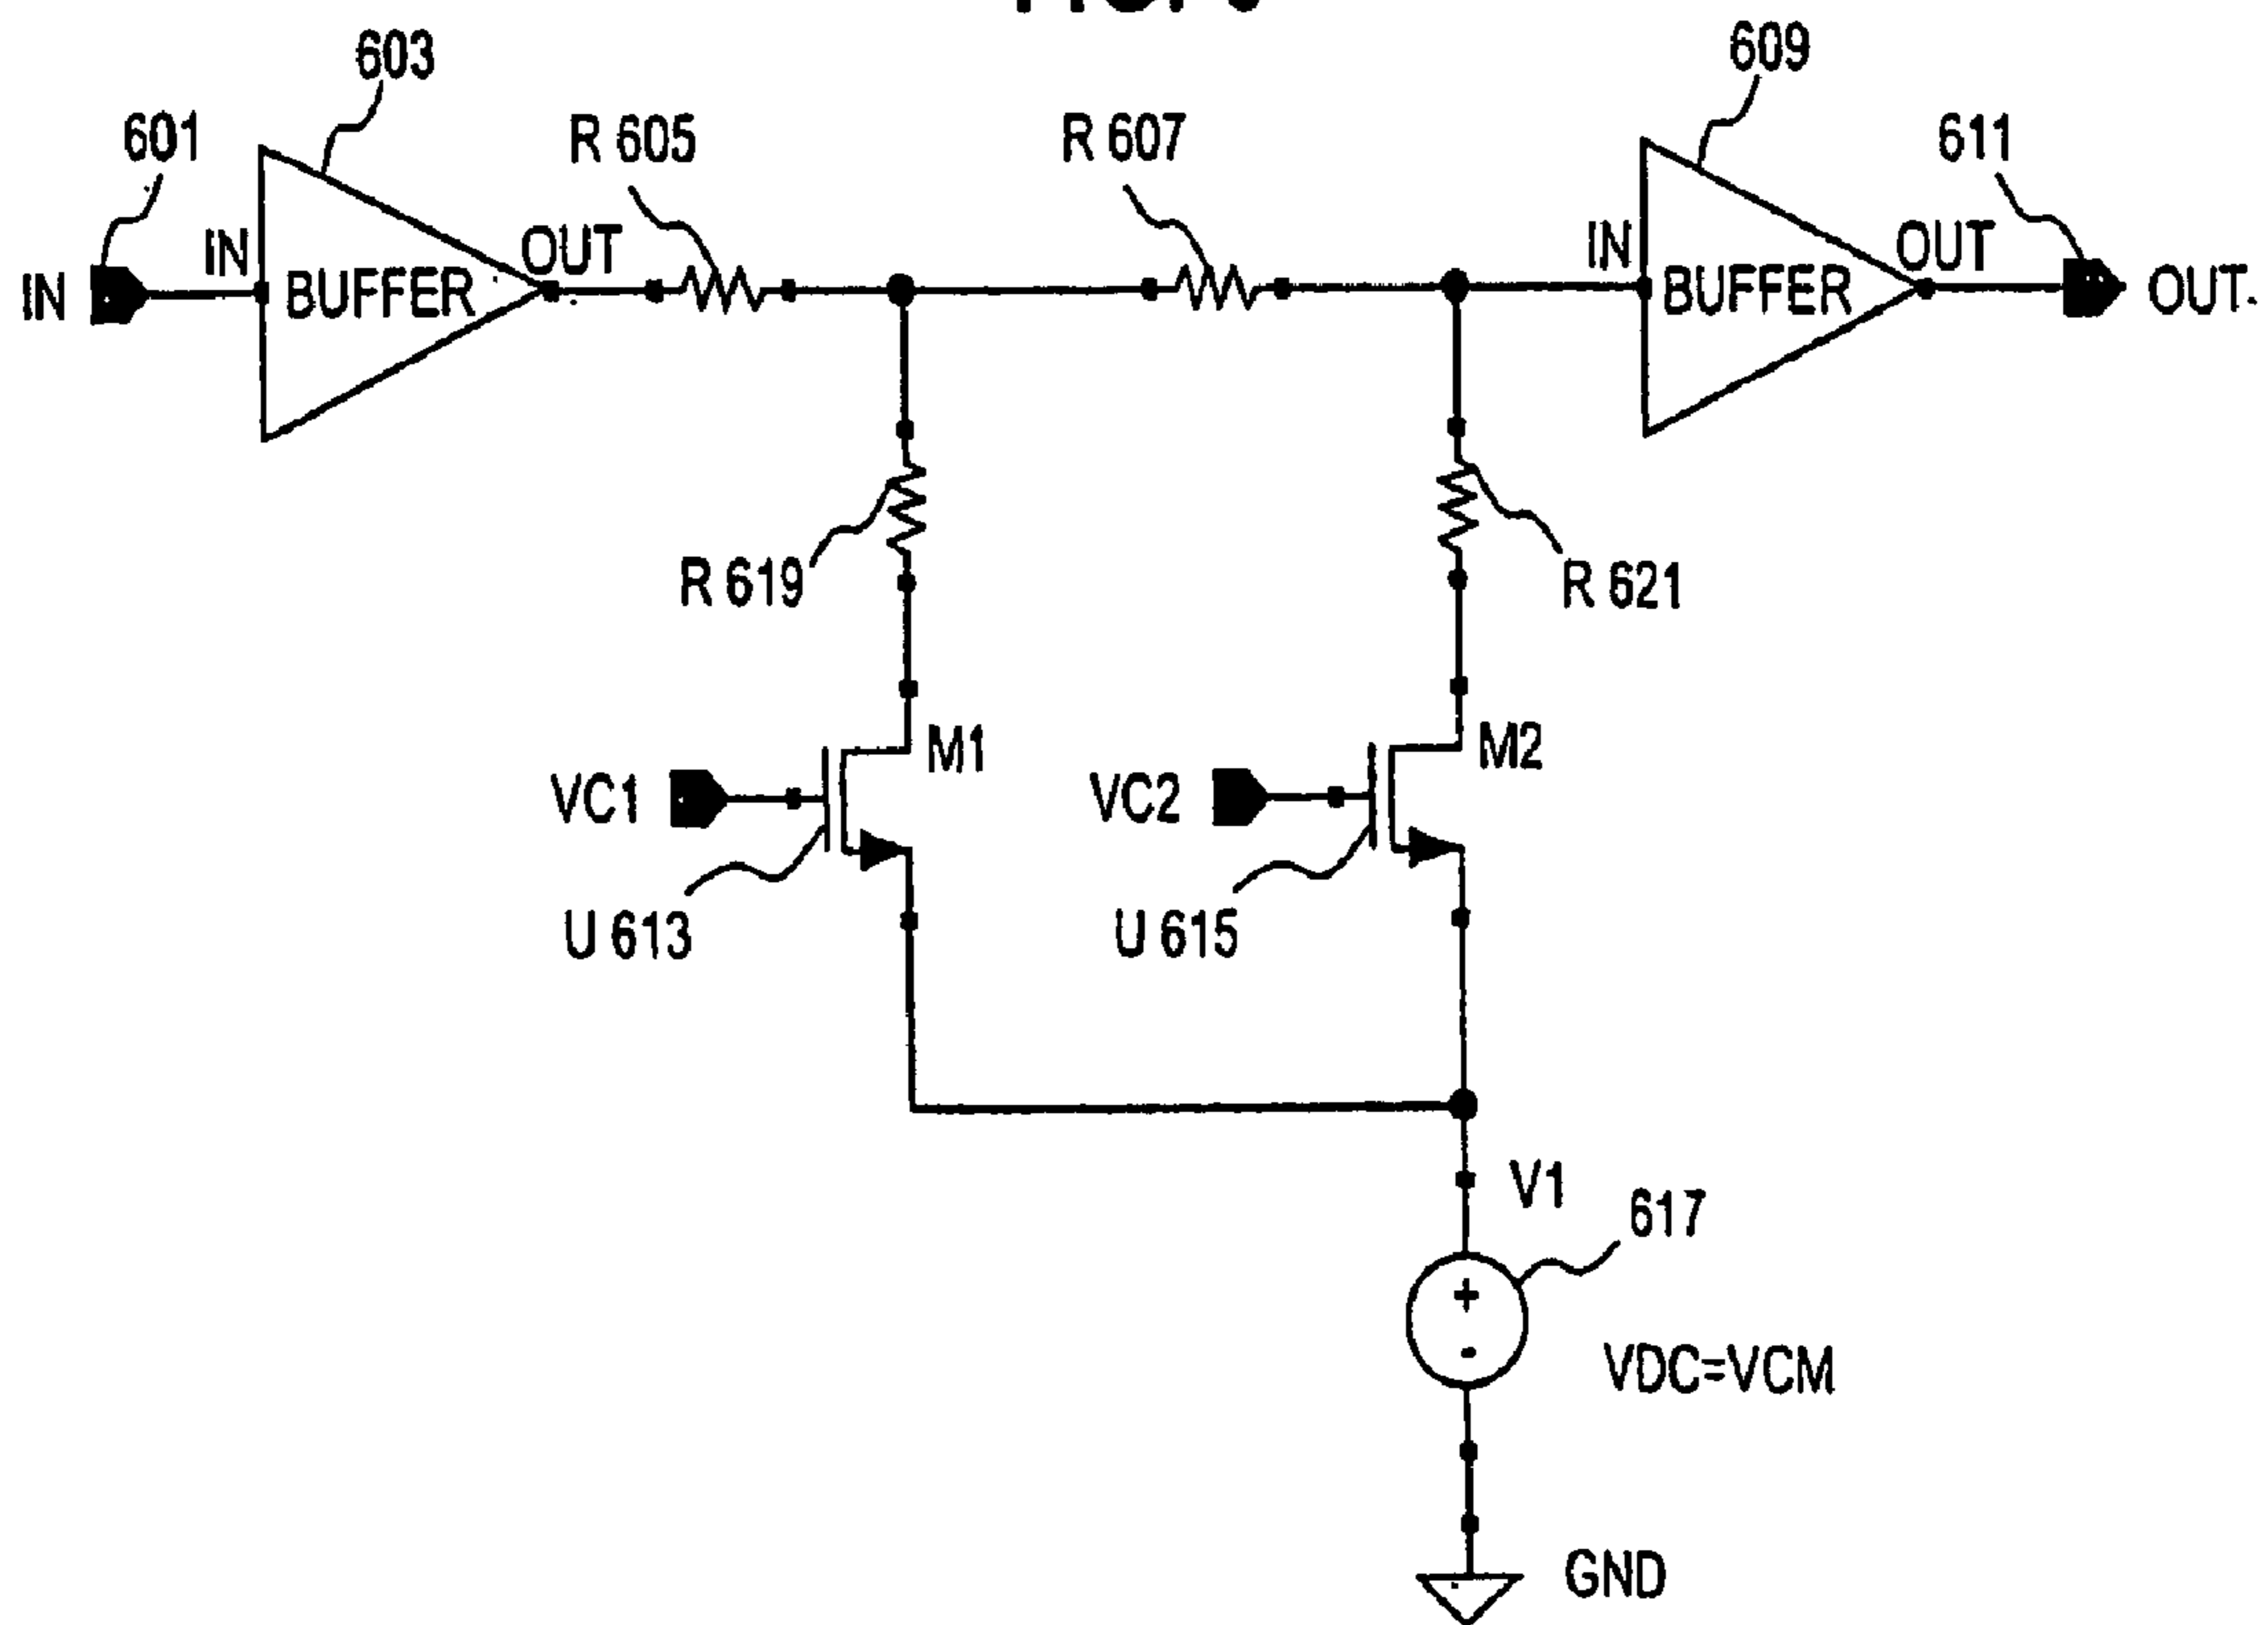 603
609
601
R 605
R 607
611
IN
IN
BUFFER
OUT
IN
BUFFER
OUT
OUT
R 619
R 621
M1
M2
VC1
VC2
U 613
U 615
V1
617
+
-
VDC=VCM
GND